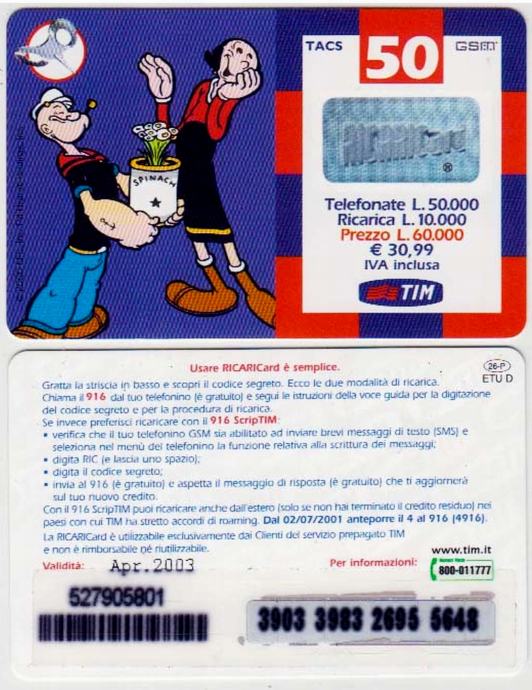 TACS
50
GSM
SPINACH
RICARICard
®
Telefonate L. 50.000
Ricarica L. 10.000
Prezzo L. 60.000
€ 30,99
IVA inclusa
TIM
Usare RICARICard è semplice.
26-P
ETU D
Gratta la striscia in basso e scopri il codice segreto. Ecco le due modalità di ricarica.
Chiama il 916 dal tuo telefonino (è gratuito) e segui le istruzioni della voce guida per la digitazione
del codice segreto e per la procedura di ricarica.
Se invece preferisci ricaricare con il 916 ScripTIM:
• verifica che il tuo telefonino GSM sia abilitato ad inviare brevi messaggi di testo (SMS) e
seleziona nel menù del telefonino la funzione relativa alla scrittura dei messaggi;
• digita RIC (e lascia uno spazio);
• digita il codice segreto;
• invia al 916 (è gratuito) e aspetta il messaggio di risposta (è gratuito) che ti aggiornerà
sul tuo nuovo credito.
Con il 916 ScripTIM puoi ricaricare anche dall'estero (solo se non hai terminato il credito residuo) nei
paesi con cui TIM ha stretto accordi di roaming. Dal 02/07/2001 anteporre il 4 al 916 (4916).
La RICARICard è utilizzabile esclusivamente dai Clienti del servizio prepagato TIM
e non è rimborsabile né riutilizzabile.
www.tim.it
Validità: Apr.2003
Per informazioni:
800-011777
527905801
3903 3983 2695 5648